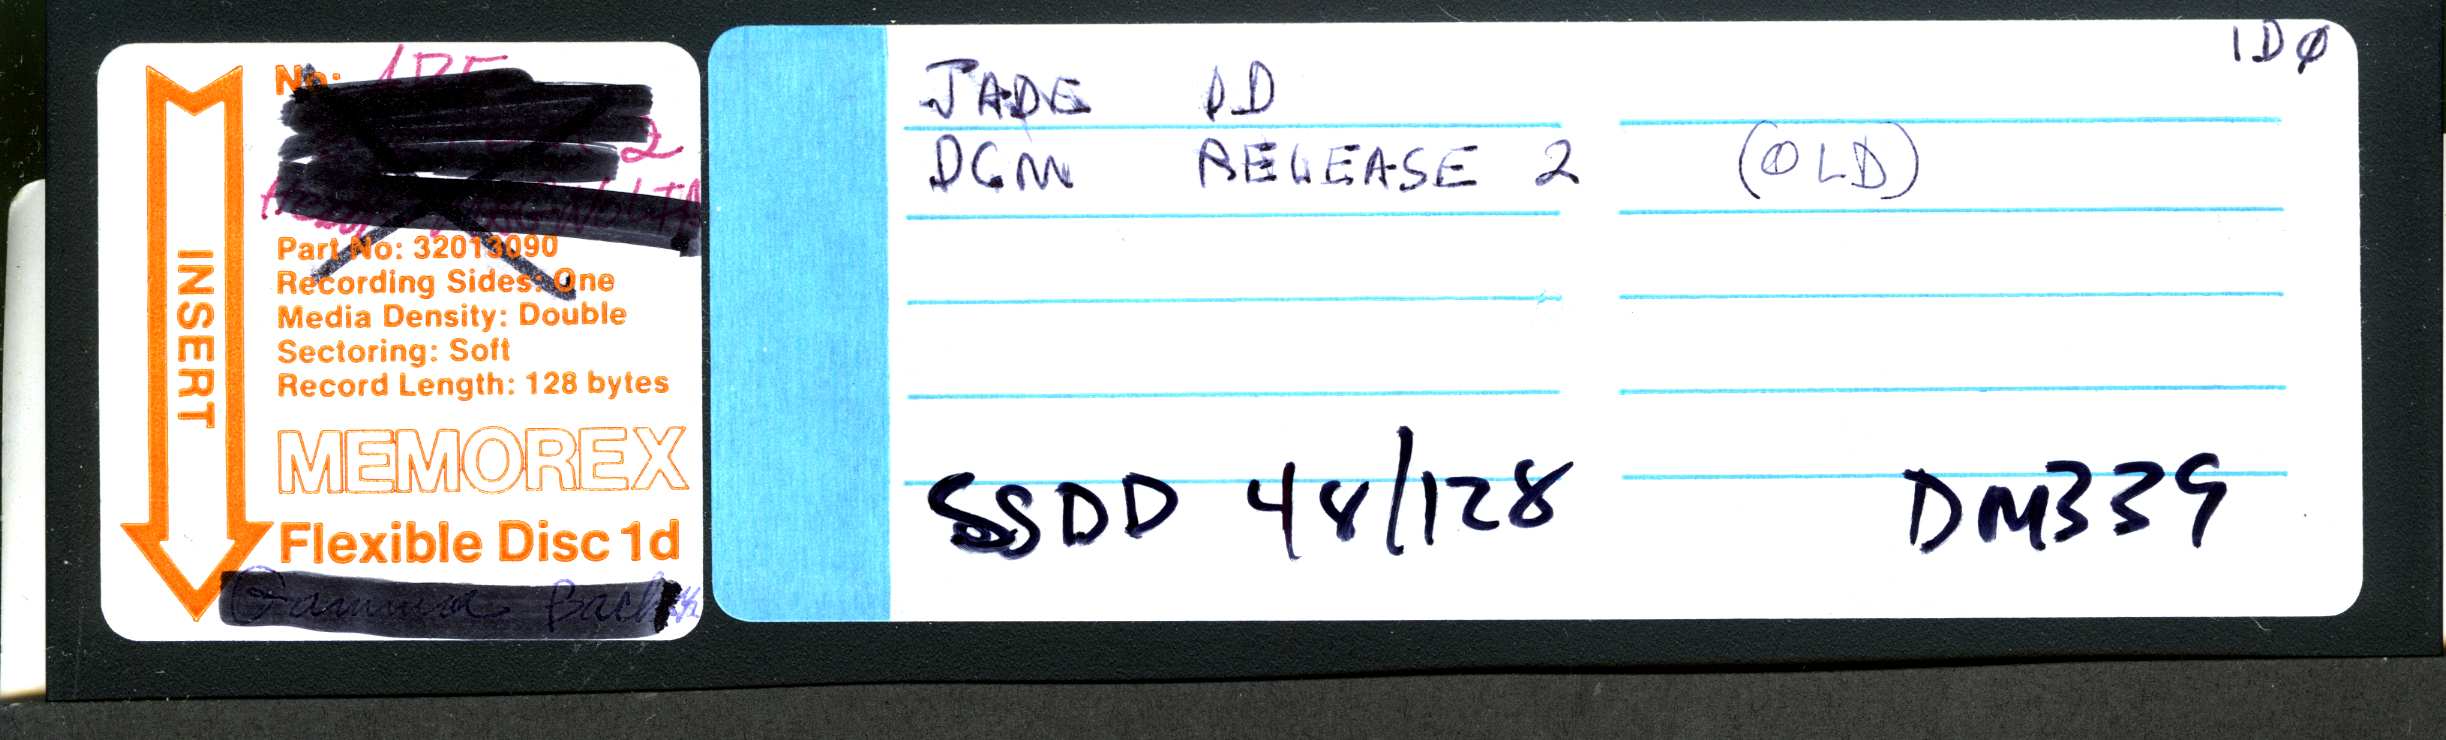 No:
Part No: 32013090
Recording Sides: One
Media Density: Double
Sectoring: Soft
Record Length: 128 bytes
MEMOREX
Flexible Disc 1d
INSERT
1DØ
JADE DD
DGM RELEASE 2 (OLD)
SSDD 48/128 DM339